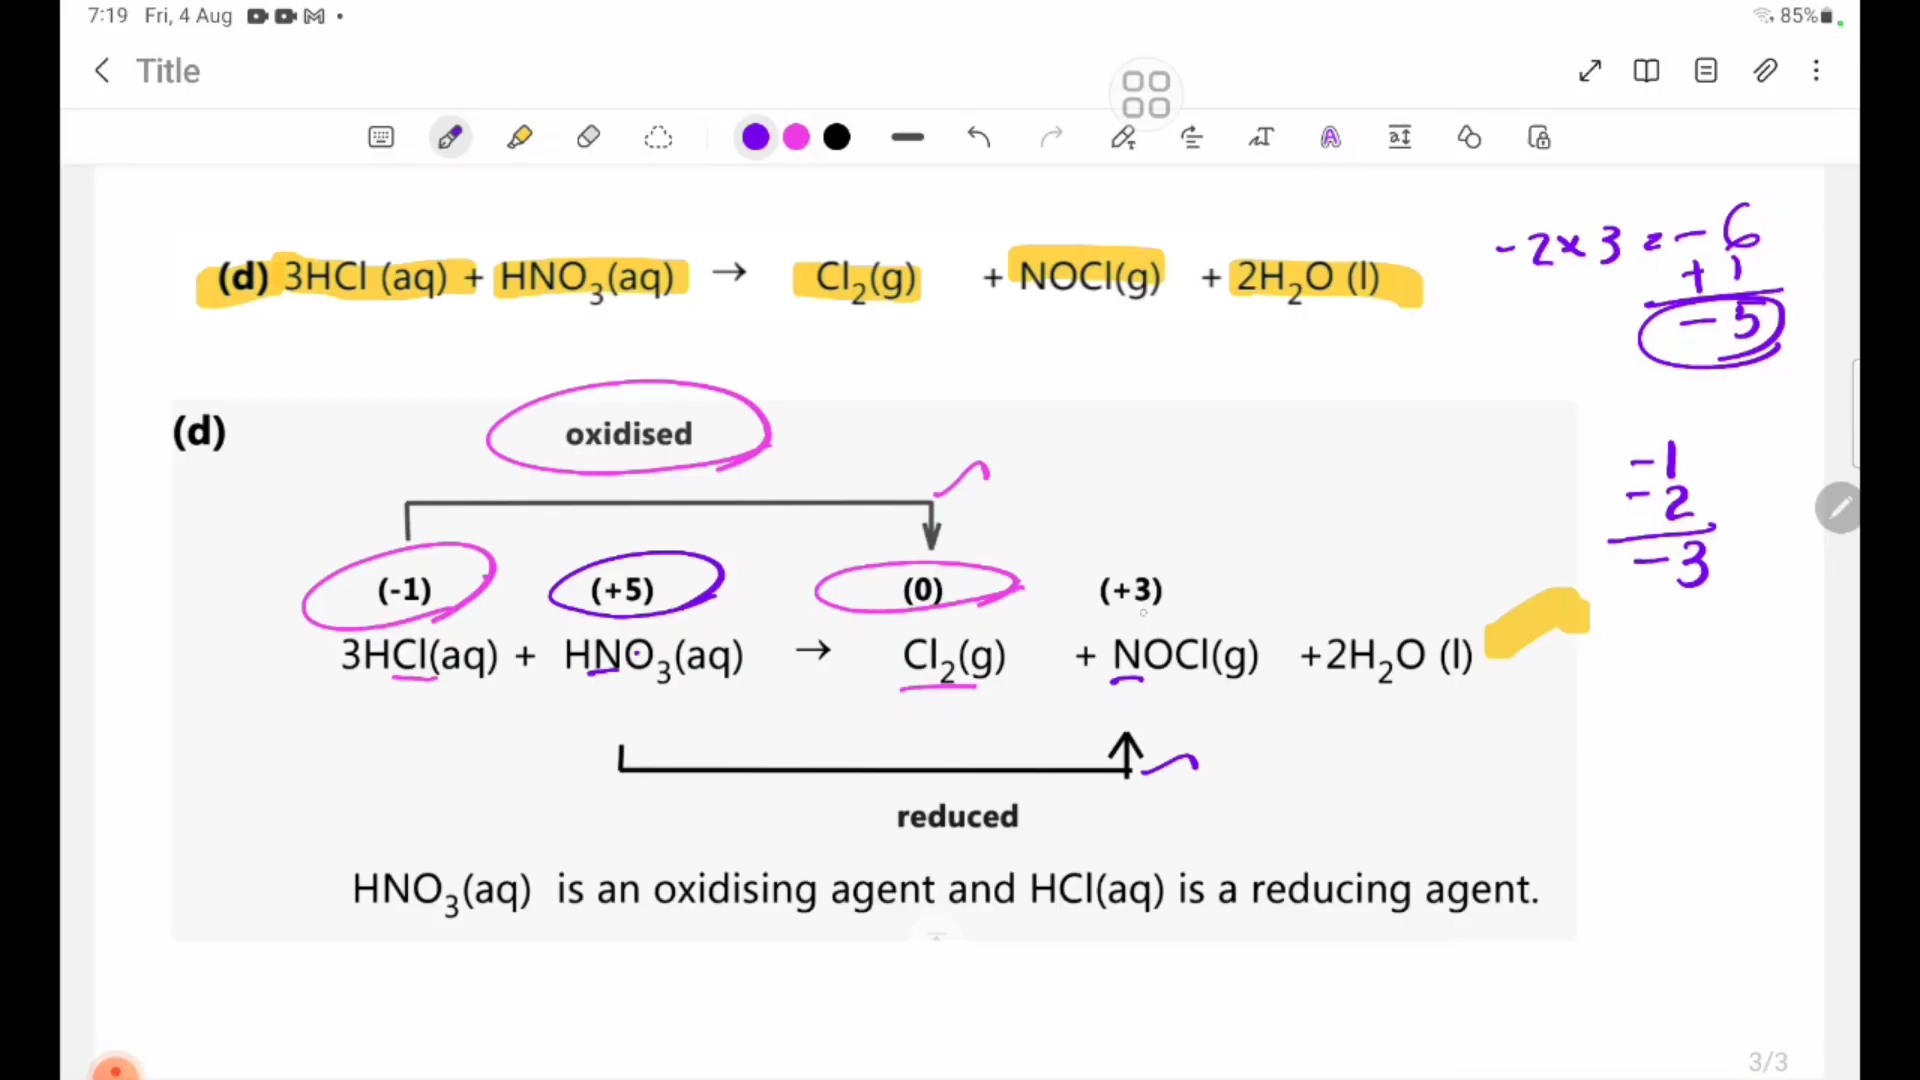 7:19 Fri, 4 Aug
85%
Title
(d) 3HCl (aq) + HNO₃(aq) → Cl₂(g) + NOCl(g) + 2H₂O (l)
-2 x 3 = - 6
+ 1
- 5
(d)
oxidised
-1
-2
-3
(-1) (+5) (0) (+3)
3HCl(aq) + HNO₃(aq) → Cl₂(g) + NOCl(g) +2H₂O (l)
reduced
HNO₃(aq) is an oxidising agent and HCl(aq) is a reducing agent.
3/3